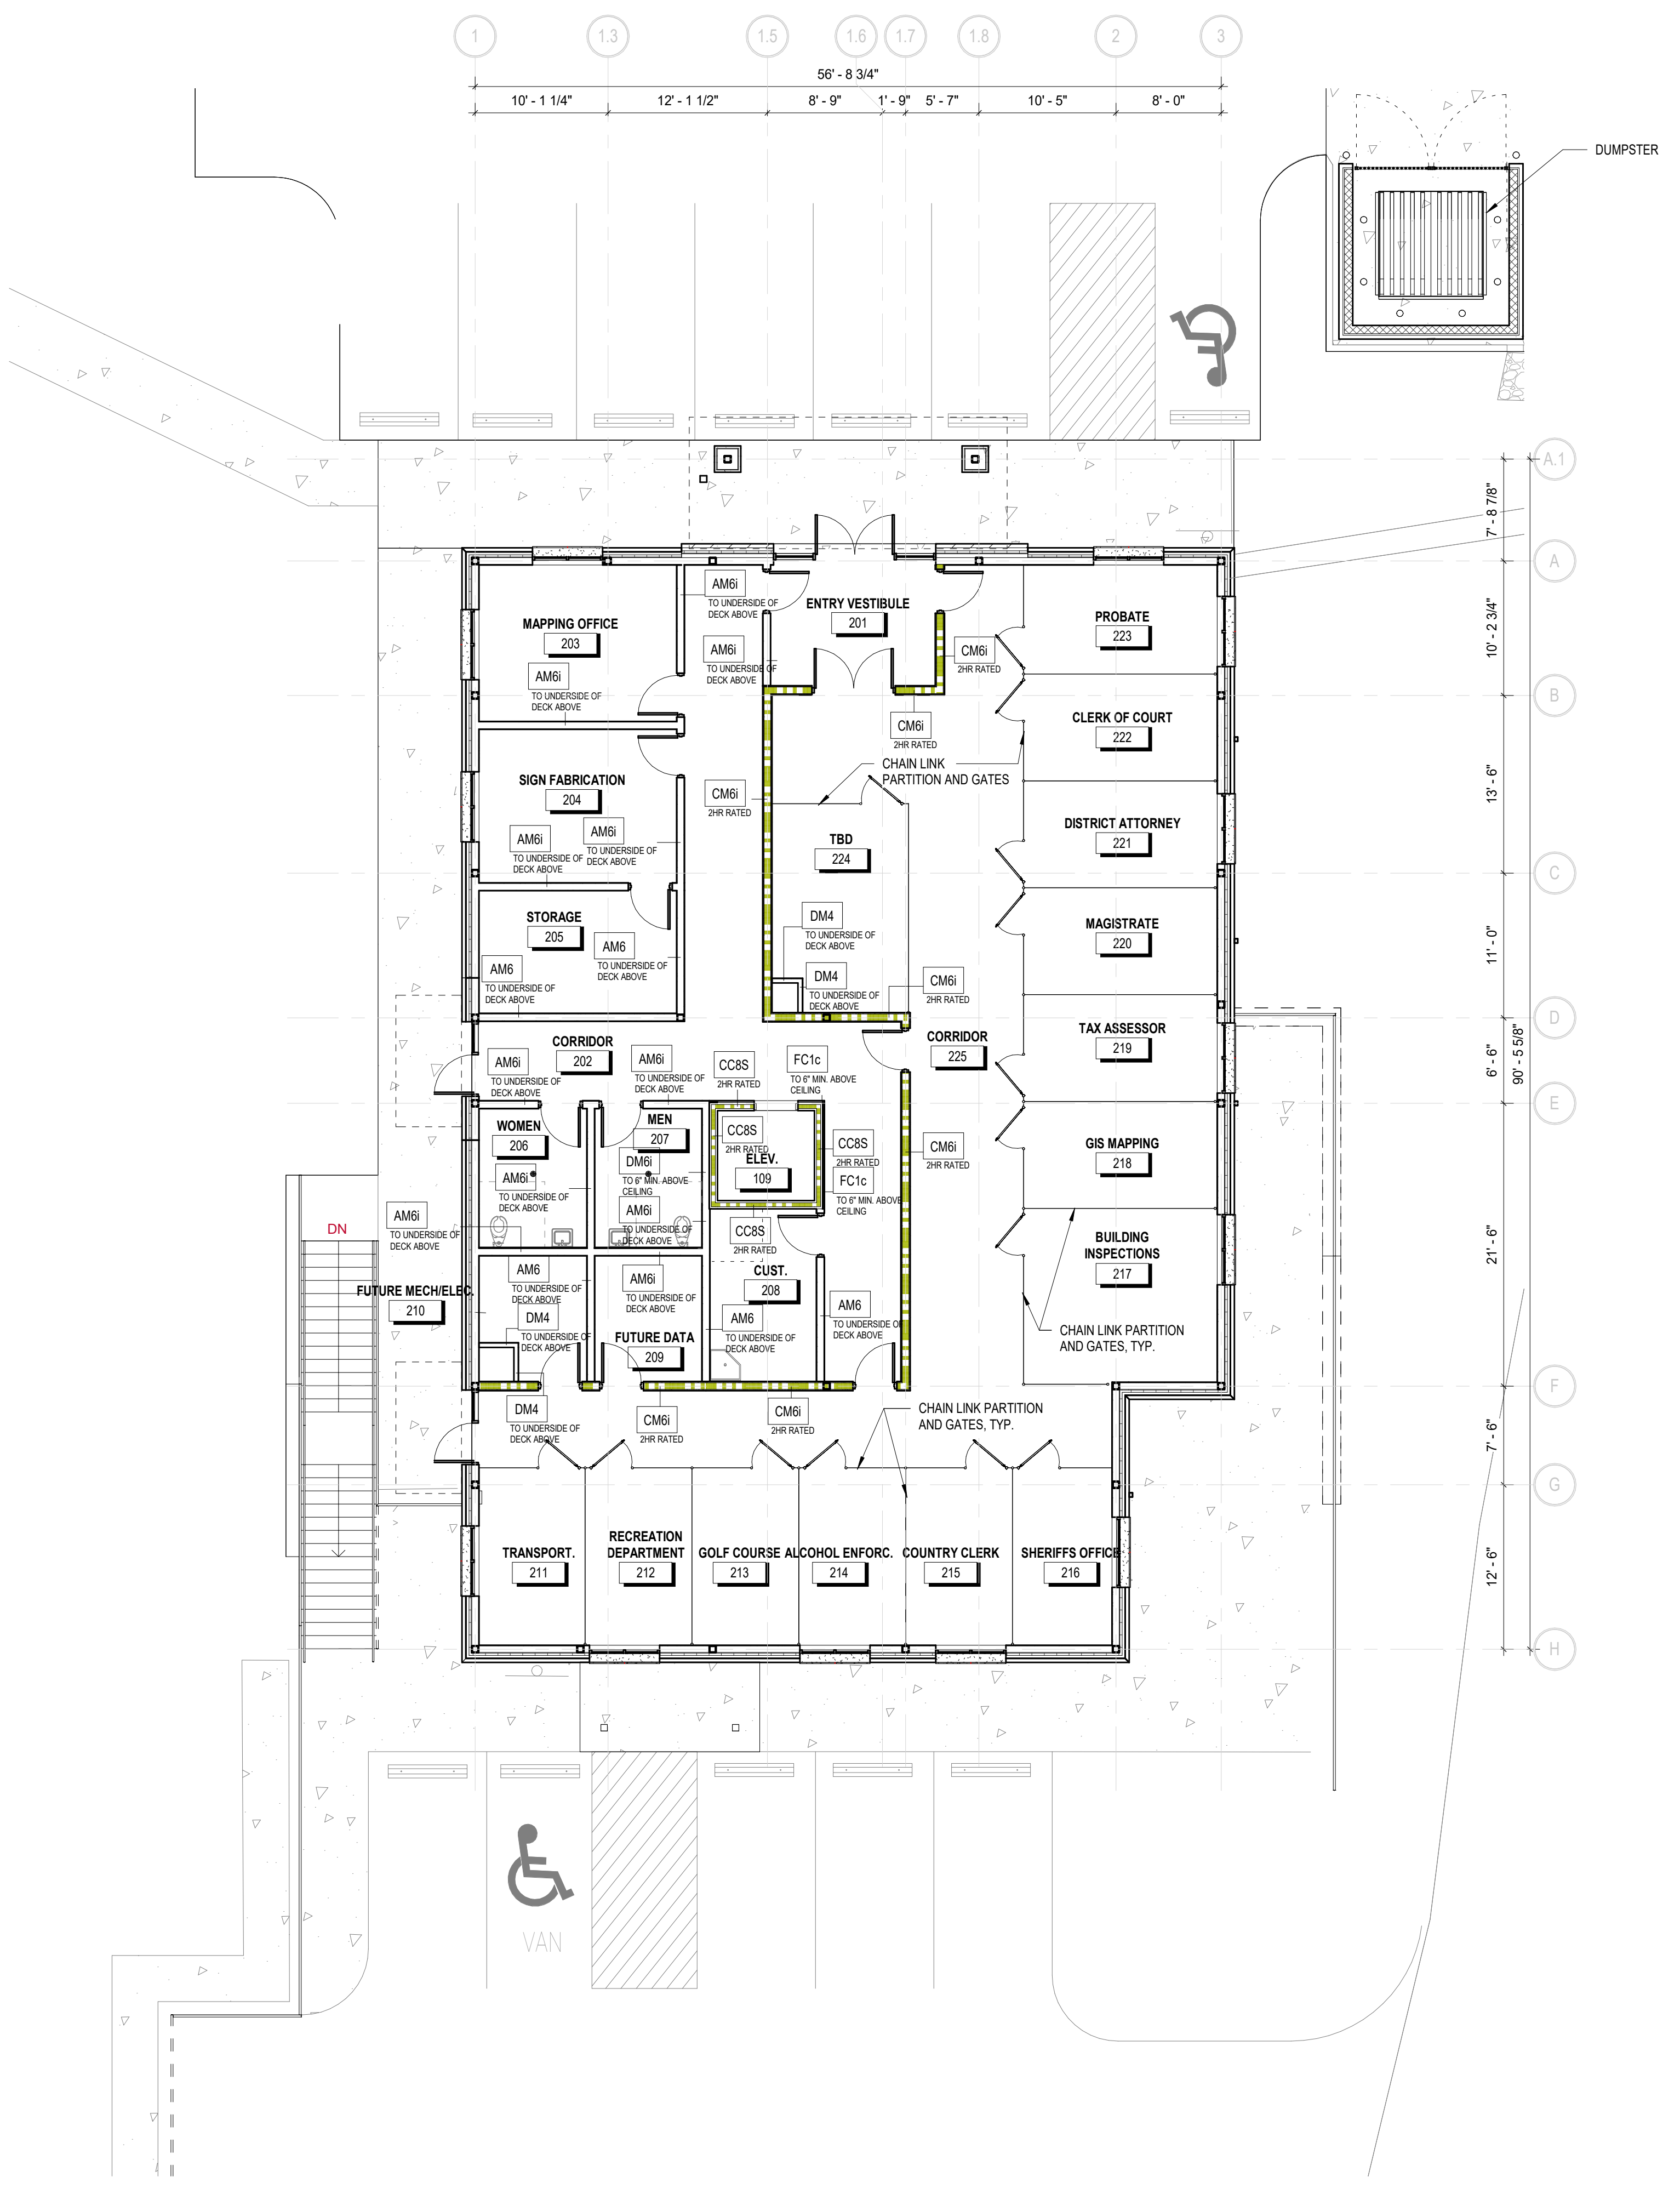 1 1.3 1.5 1.6 1.7 1.8 2 3
56' - 8 3/4"
10' - 1 1/4" 12' - 1 1/2" 8' - 9" 1' - 9" 5' - 7" 10' - 5" 8' - 0"
DUMPSTER
A.1
7' - 8 7/8"
A
10' - 2 3/4"
B
13' - 6"
C
11' - 0"
D
6' - 6"
90' - 5 5/8"
E
21' - 6"
F
7' - 6"
G
12' - 6"
H
MAPPING OFFICE
203
AM6i
TO UNDERSIDE OF
DECK ABOVE
AM6i
TO UNDERSIDE OF
DECK ABOVE
AM6i
TO UNDERSIDE OF
DECK ABOVE
ENTRY VESTIBULE
201
CM6i
2HR RATED
CM6i
2HR RATED
CHAIN LINK
PARTITION AND GATES
PROBATE
223
CLERK OF COURT
222
SIGN FABRICATION
204
AM6i
TO UNDERSIDE OF
DECK ABOVE
AM6i
TO UNDERSIDE OF
DECK ABOVE
CM6i
2HR RATED
TBD
224
DISTRICT ATTORNEY
221
STORAGE
205
AM6
TO UNDERSIDE OF
DECK ABOVE
AM6
TO UNDERSIDE OF
DECK ABOVE
DM4
TO UNDERSIDE OF
DECK ABOVE
DM4
TO UNDERSIDE OF
DECK ABOVE
CM6i
2HR RATED
MAGISTRATE
220
CORRIDOR
202
AM6i
TO UNDERSIDE OF
DECK ABOVE
AM6i
TO UNDERSIDE OF
DECK ABOVE
CC8S
2HR RATED
FC1c
TO 6" MIN. ABOVE
CEILING
CORRIDOR
225
TAX ASSESSOR
219
WOMEN
206
AM6i
TO UNDERSIDE OF
DECK ABOVE
MEN
207
DM6i
TO 6" MIN. ABOVE
CEILING
AM6i
TO UNDERSIDE OF
DECK ABOVE
CC8S
2HR RATED
ELEV.
109
CC8S
2HR RATED
FC1c
TO 6" MIN. ABOVE
CEILING
CC8S
2HR RATED
CM6i
2HR RATED
GIS MAPPING
218
AM6i
TO UNDERSIDE OF
DECK ABOVE
DN
FUTURE MECH/ELEC.
210
AM6
TO UNDERSIDE OF
DECK ABOVE
DM4
TO UNDERSIDE OF
DECK ABOVE
AM6i
TO UNDERSIDE OF
DECK ABOVE
FUTURE DATA
209
CUST.
208
AM6
TO UNDERSIDE OF
DECK ABOVE
AM6
TO UNDERSIDE OF
DECK ABOVE
BUILDING
INSPECTIONS
217
CHAIN LINK PARTITION
AND GATES, TYP.
DM4
TO UNDERSIDE OF
DECK ABOVE
CM6i
2HR RATED
CM6i
2HR RATED
CHAIN LINK PARTITION
AND GATES, TYP.
TRANSPORT.
211
RECREATION
DEPARTMENT
212
GOLF COURSE
213
ALCOHOL ENFORC.
214
COUNTRY CLERK
215
SHERIFFS OFFICE
216
VAN